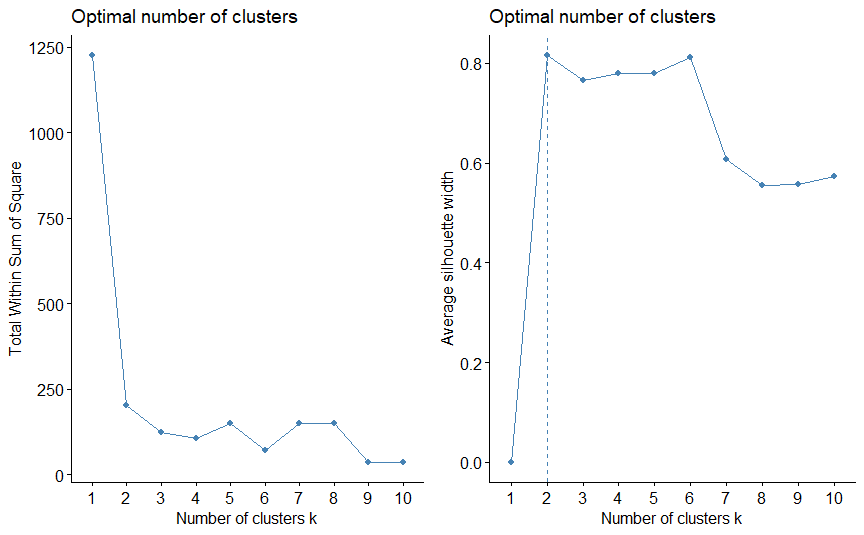 Optimal number of clusters
1250
1000
750
500
250
0
Total Within Sum of Square
1 2 3 4 5 6 7 8 9 10
Number of clusters k
Optimal number of clusters
0.8
0.6
0.4
0.2
0.0
Average silhouette width
1 2 3 4 5 6 7 8 9 10
Number of clusters k